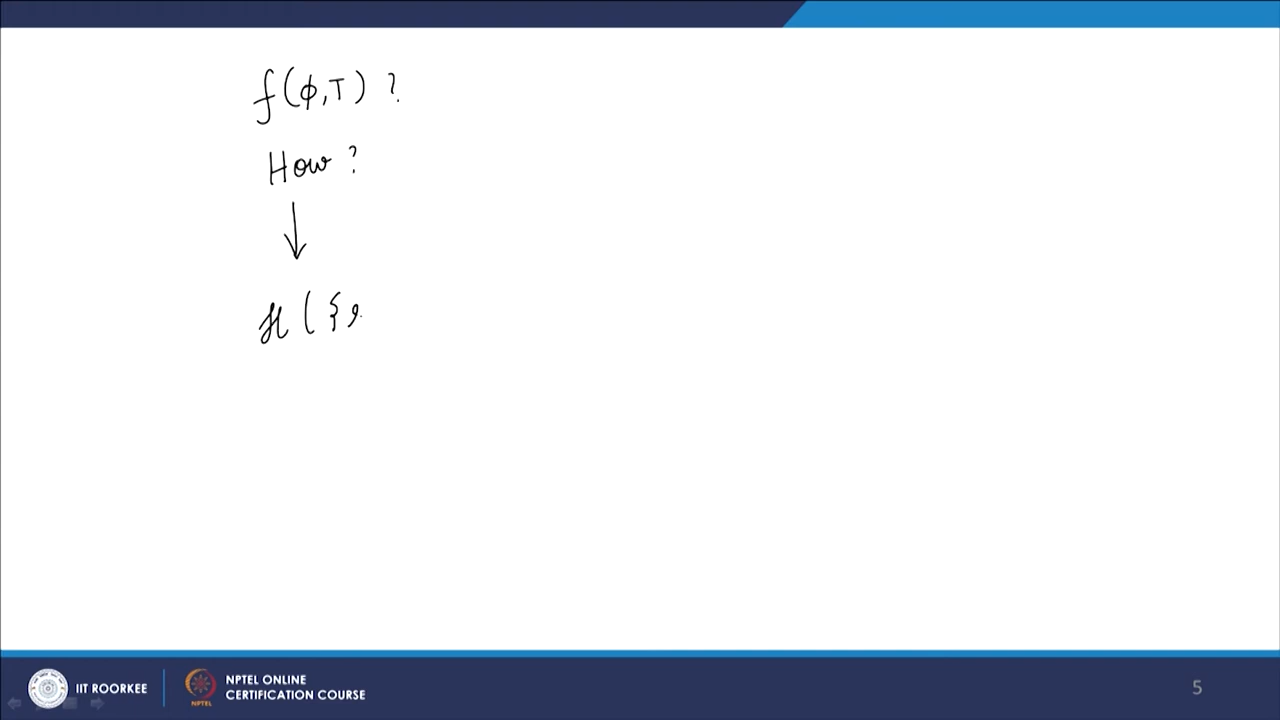 f(φ,T) ?
How ?
↓
ℋ ( {
IIT ROORKEE
NPTEL ONLINE
CERTIFICATION COURSE
5